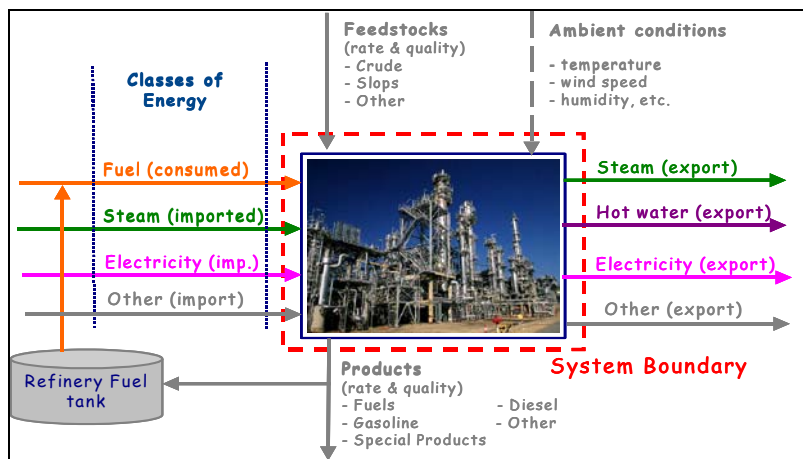 Feedstocks
(rate & quality)
- Crude
- Slops
- Other
Ambient conditions
- temperature
- wind speed
- humidity, etc.
Classes of
Energy
Fuel (consumed)
Steam (imported)
Electricity (imp.)
Other (import)
Steam (export)
Hot water (export)
Electricity (export)
Other (export)
System Boundary
Refinery Fuel
tank
Products
(rate & quality)
- Fuels - Diesel
- Gasoline - Other
- Special Products